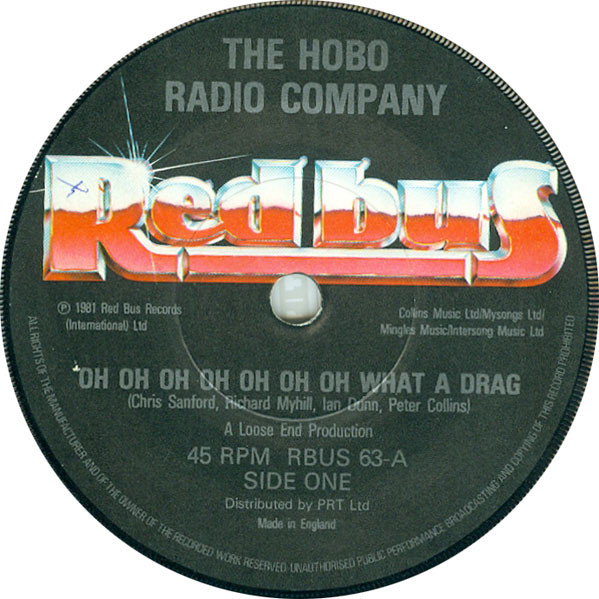 THE HOBO
RADIO COMPANY
Redbus
℗ 1981 Red Bus Records
(International) Ltd
Collins Music Ltd/Mysongs Ltd/
Mingles Music/Intersong Music Ltd
OH OH OH OH OH OH OH WHAT A DRAG
(Chris Sanford, Richard Myhill, Ian Dunn, Peter Collins)
A Loose End Production
45 RPM RBUS 63-A
SIDE ONE
Distributed by PRT Ltd
Made in England
ALL RIGHTS OF THE MANUFACTURER AND OF THE OWNER OF THE RECORDED WORK RESERVED. UNAUTHORISED PUBLIC PERFORMANCE BROADCASTING AND COPYING OF THIS RECORD PROHIBITED